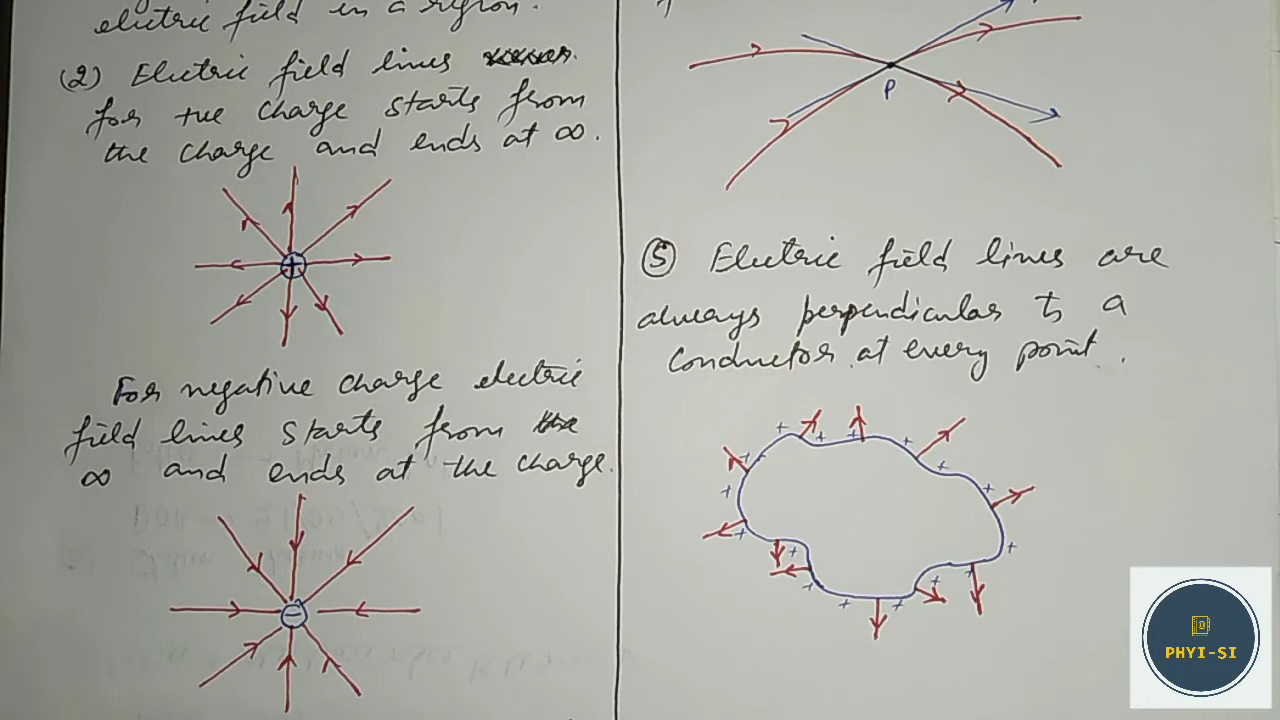 electric field in a region.
(2) Electric field lines
for +ve charge starts from
the charge and ends at ∞.
+
For negative charge electric
field lines starts from the
∞ and ends at the charge.
−
P
(5) Electric field lines are
always perpendicular to a
conductor at every point.
+ + + + + + + + + + + + + + + +
PHYI-SI